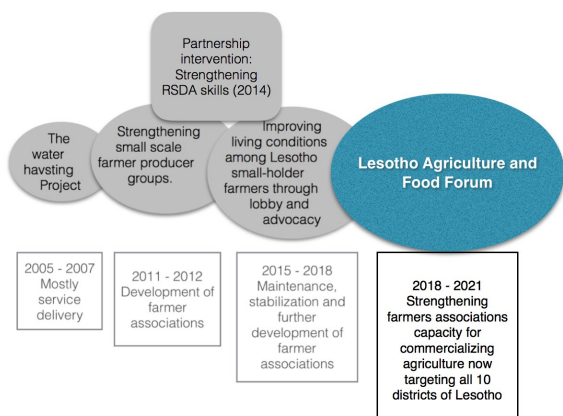 Partnership
intervention:
Strengthening
RSDA skills (2014)
The
water
havsting
Project
Strengthening
small scale
farmer producer
groups.
Improving
living conditions
among Lesotho
small-holder
farmers through
lobby and
advocacy
Lesotho Agriculture and
Food Forum
2005 - 2007
Mostly
service
delivery
2011 - 2012
Development of
farmer
associations
2015 - 2018
Maintenance,
stabilization and
further
development of
farmer
associations
2018 - 2021
Strengthening
farmers associations
capacity for
commercializing
agriculture now
targeting all 10
districts of Lesotho